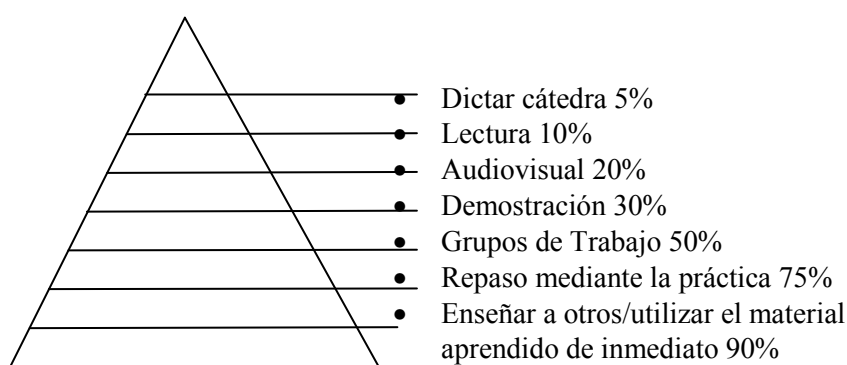 • Dictar cátedra 5%
• Lectura 10%
• Audiovisual 20%
• Demostración 30%
• Grupos de Trabajo 50%
• Repaso mediante la práctica 75%
• Enseñar a otros/utilizar el material
aprendido de inmediato 90%